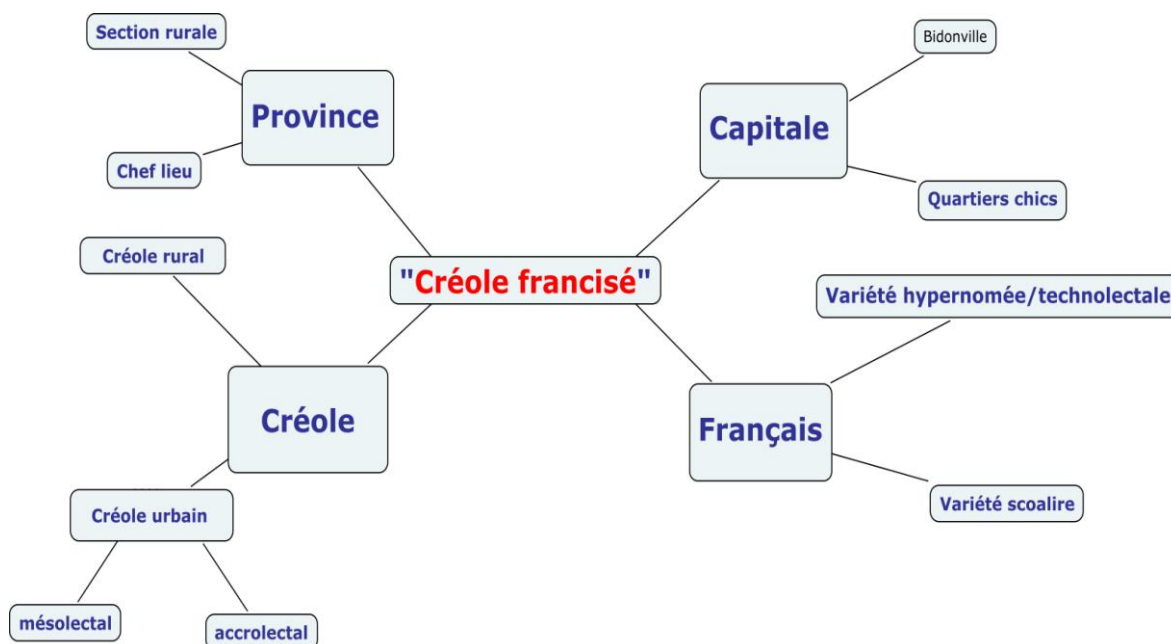 Section rurale
Bidonville
Province
Capitale
Chef lieu
Quartiers chics
Créole rural
"Créole francisé"
Variété hypernomée/technolectale
Créole
Français
Variété scoalire
Créole urbain
mésolectal
accrolectal